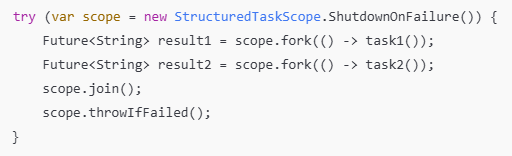 try (var scope = new StructuredTaskScope.ShutdownOnFailure()) {
    Future<String> result1 = scope.fork(() -> task1());
    Future<String> result2 = scope.fork(() -> task2());
    scope.join();
    scope.throwIfFailed();
}